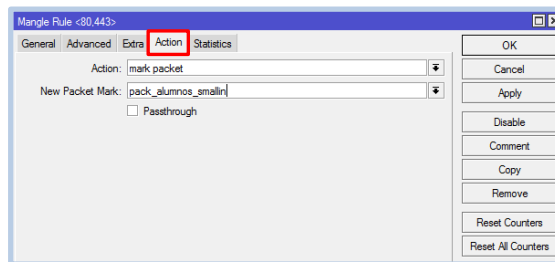 Mangle Rule <80,443>
General Advanced Extra Action Statistics
Action: mark packet
New Packet Mark: pack_alumnos_smallin
Passthrough
OK
Cancel
Apply
Disable
Comment
Copy
Remove
Reset Counters
Reset All Counters